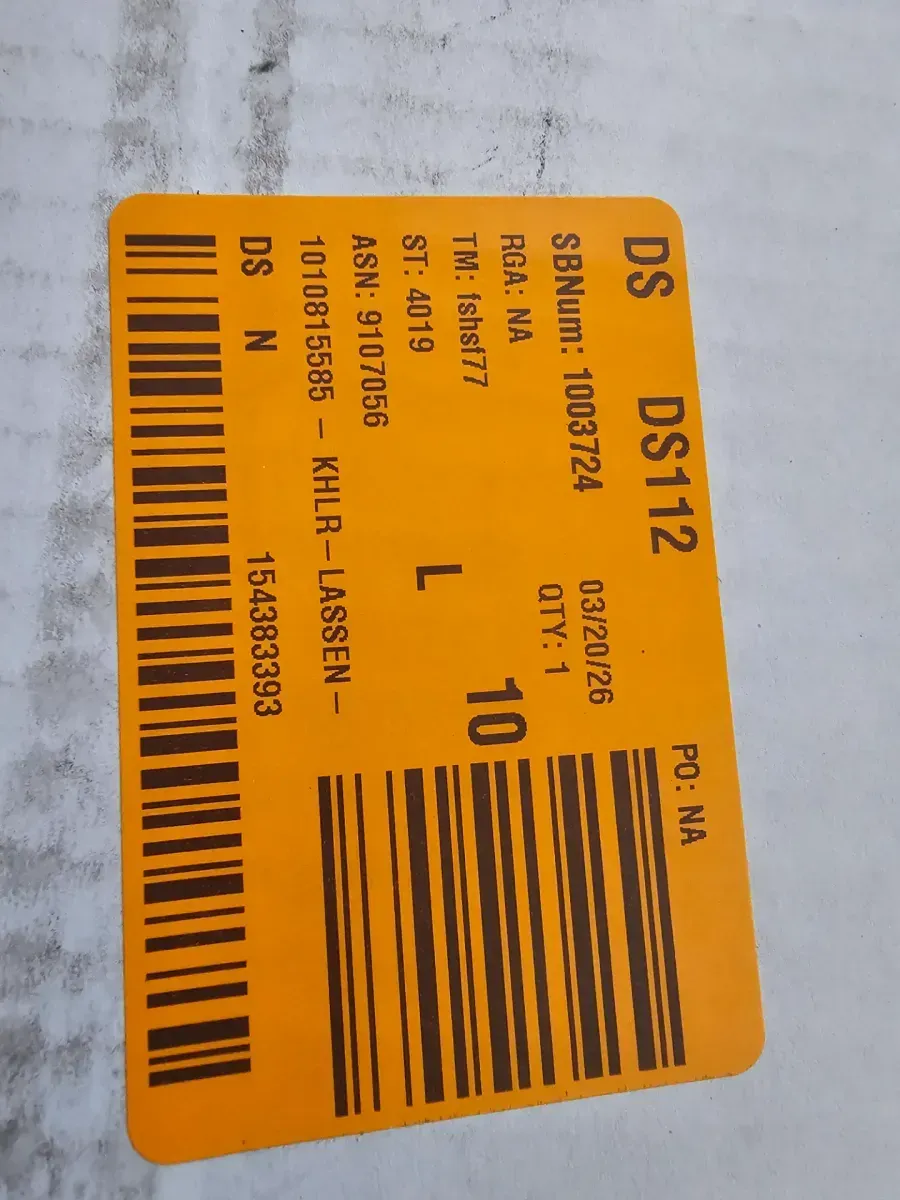 DS DS112 PO: NA
SBNum: 1003724 03/20/26
RGA: NA QTY: 1
TM: fshsf77 10
ST: 4019 L
ASN: 9107056
1010815585 - KHLR-LASSEN-
DS N 154383393